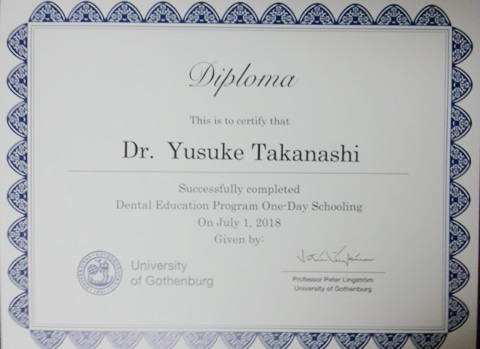 Diploma
This is to certify that
Dr. Yusuke Takanashi
Successfully completed
Dental Education Program One-Day Schooling
On July 1, 2018
Given by:
University
of Gothenburg
Professor Peter Lingström
University of Gothenburg